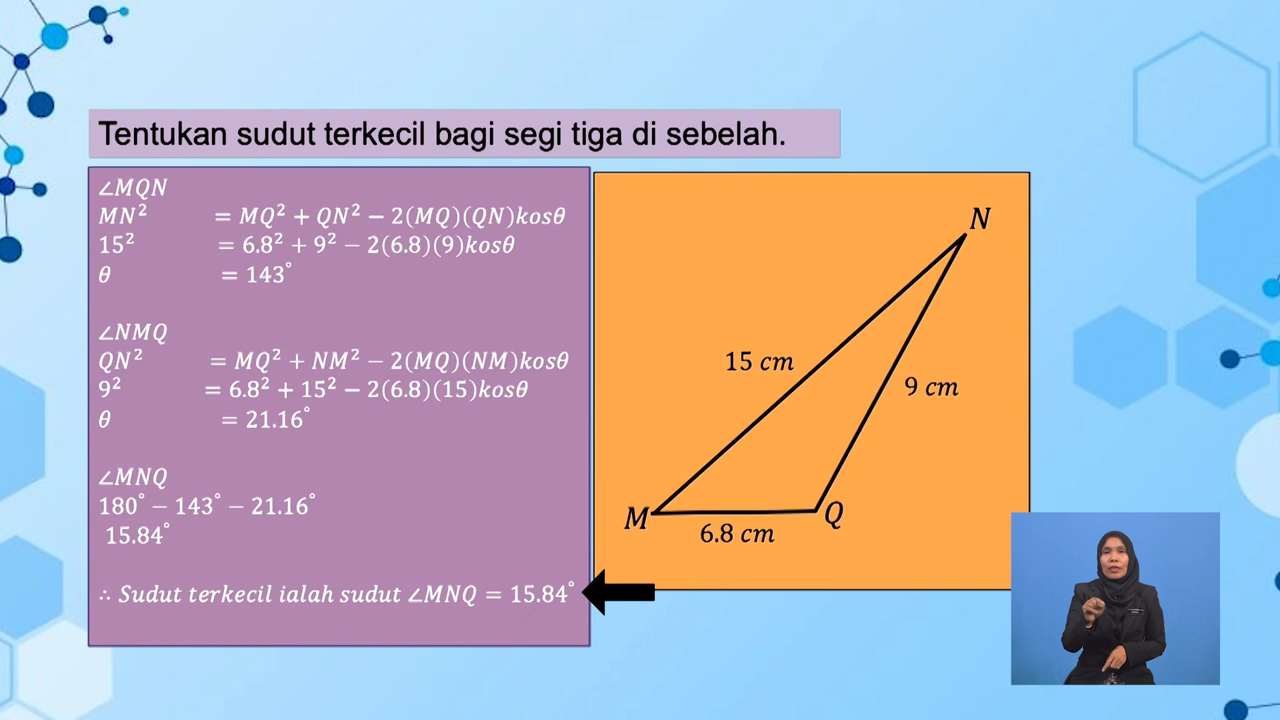 Tentukan sudut terkecil bagi segi tiga di sebelah.
∠MQN
MN² = MQ² + QN² − 2(MQ)(QN)kosθ
15² = 6.8² + 9² − 2(6.8)(9)kosθ
θ = 143°
∠NMQ
QN² = MQ² + NM² − 2(MQ)(NM)kosθ
9² = 6.8² + 15² − 2(6.8)(15)kosθ
θ = 21.16°
∠MNQ
180° − 143° − 21.16°
15.84°
∴ Sudut terkecil ialah sudut ∠MNQ = 15.84°
N
15 cm
9 cm
M
Q
6.8 cm